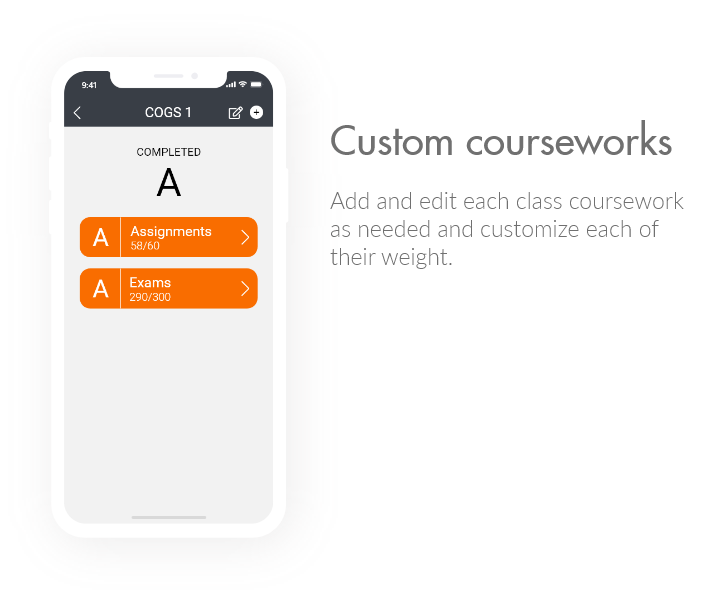 9:41
COGS 1
COMPLETED
A
A
Assignments
58/60
A
Exams
290/300
Custom courseworks
Add and edit each class coursework
as needed and customize each of
their weight.